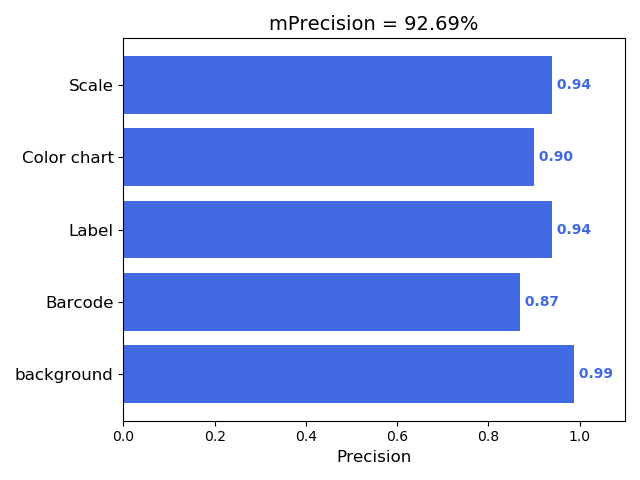 mPrecision = 92.69%
Scale 0.94
Color chart 0.90
Label 0.94
Barcode 0.87
background 0.99
0.0 0.2 0.4 0.6 0.8 1.0
Precision